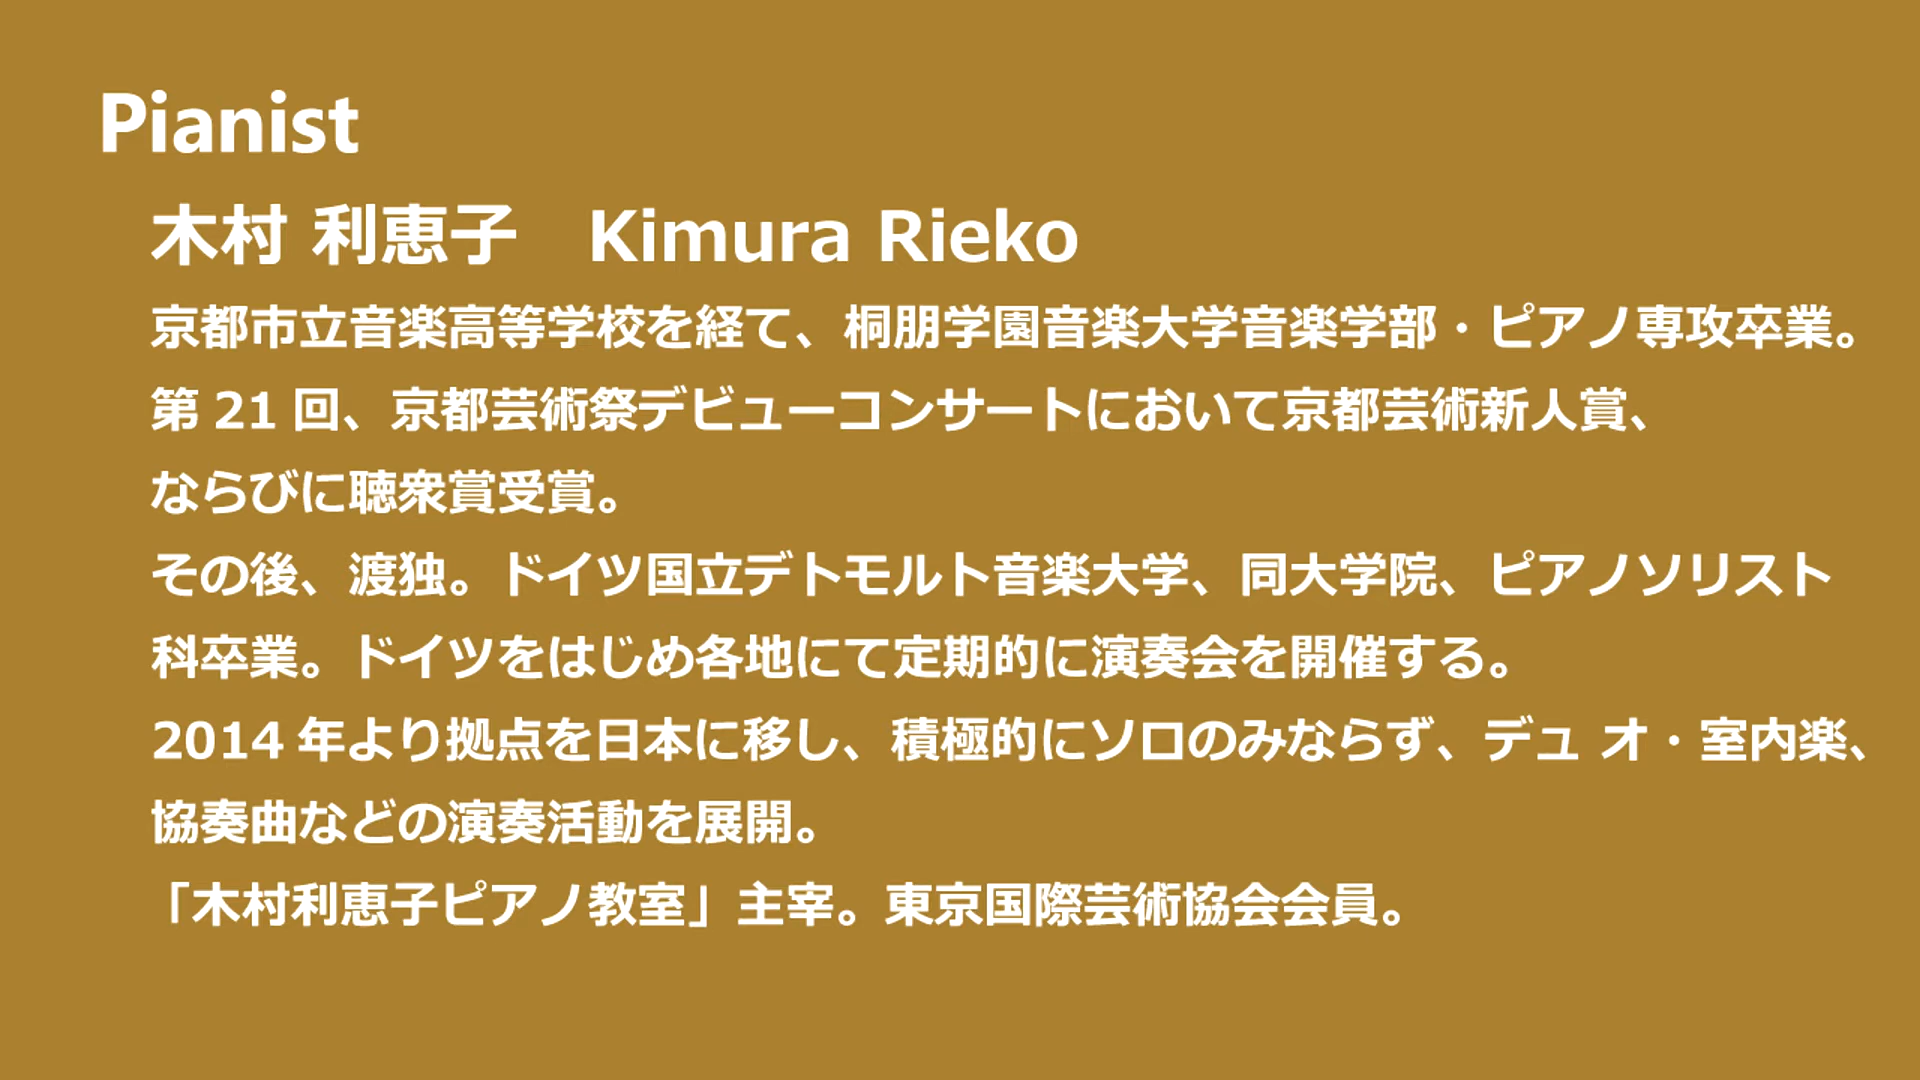 Pianist
木村 利恵子　Kimura Rieko
京都市立音楽高等学校を経て、桐朋学園音楽大学音楽学部・ピアノ専攻卒業。
第 21 回、京都芸術祭デビューコンサートにおいて京都芸術新人賞、
ならびに聴衆賞受賞。
その後、渡独。ドイツ国立デトモルト音楽大学、同大学院、ピアノソリスト
科卒業。ドイツをはじめ各地にて定期的に演奏会を開催する。
2014 年より拠点を日本に移し、積極的にソロのみならず、デュ オ・室内楽、
協奏曲などの演奏活動を展開。
「木村利恵子ピアノ教室」主宰。東京国際芸術協会会員。